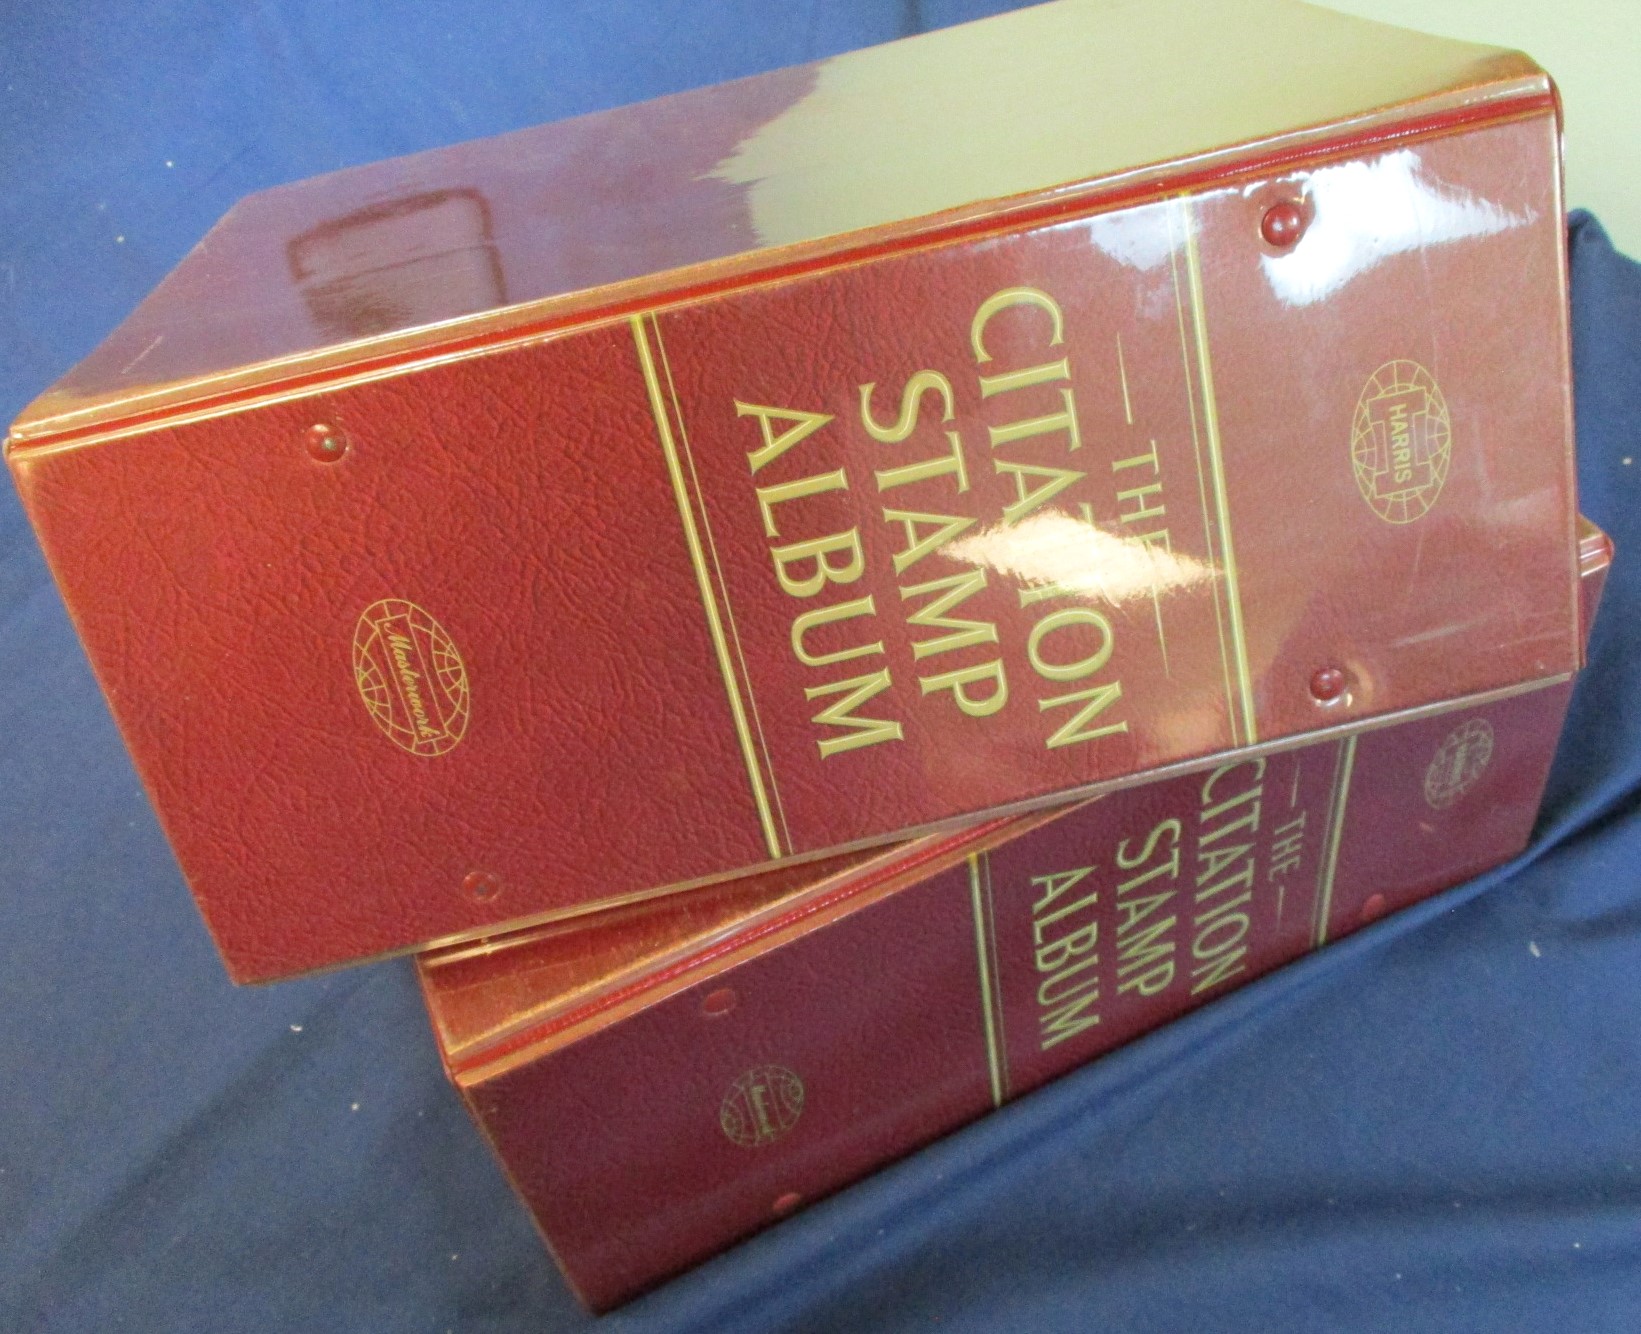 HARRIS
THE
CITATION
STAMP
ALBUM
Masterwork
THE
CITATION
STAMP
ALBUM